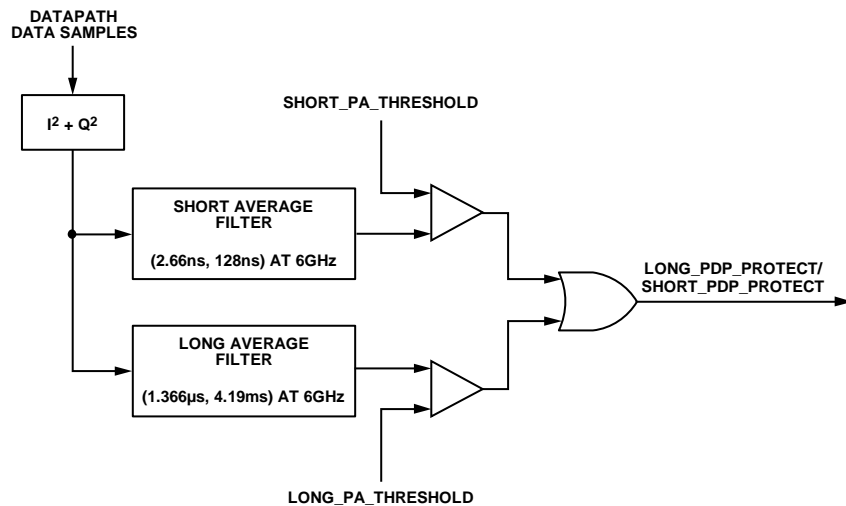 DATAPATH
DATA SAMPLES
I² + Q²
SHORT_PA_THRESHOLD
SHORT AVERAGE
FILTER
(2.66ns, 128ns) AT 6GHz
LONG_PDP_PROTECT/
SHORT_PDP_PROTECT
LONG AVERAGE
FILTER
(1.366µs, 4.19ms) AT 6GHz
LONG_PA_THRESHOLD